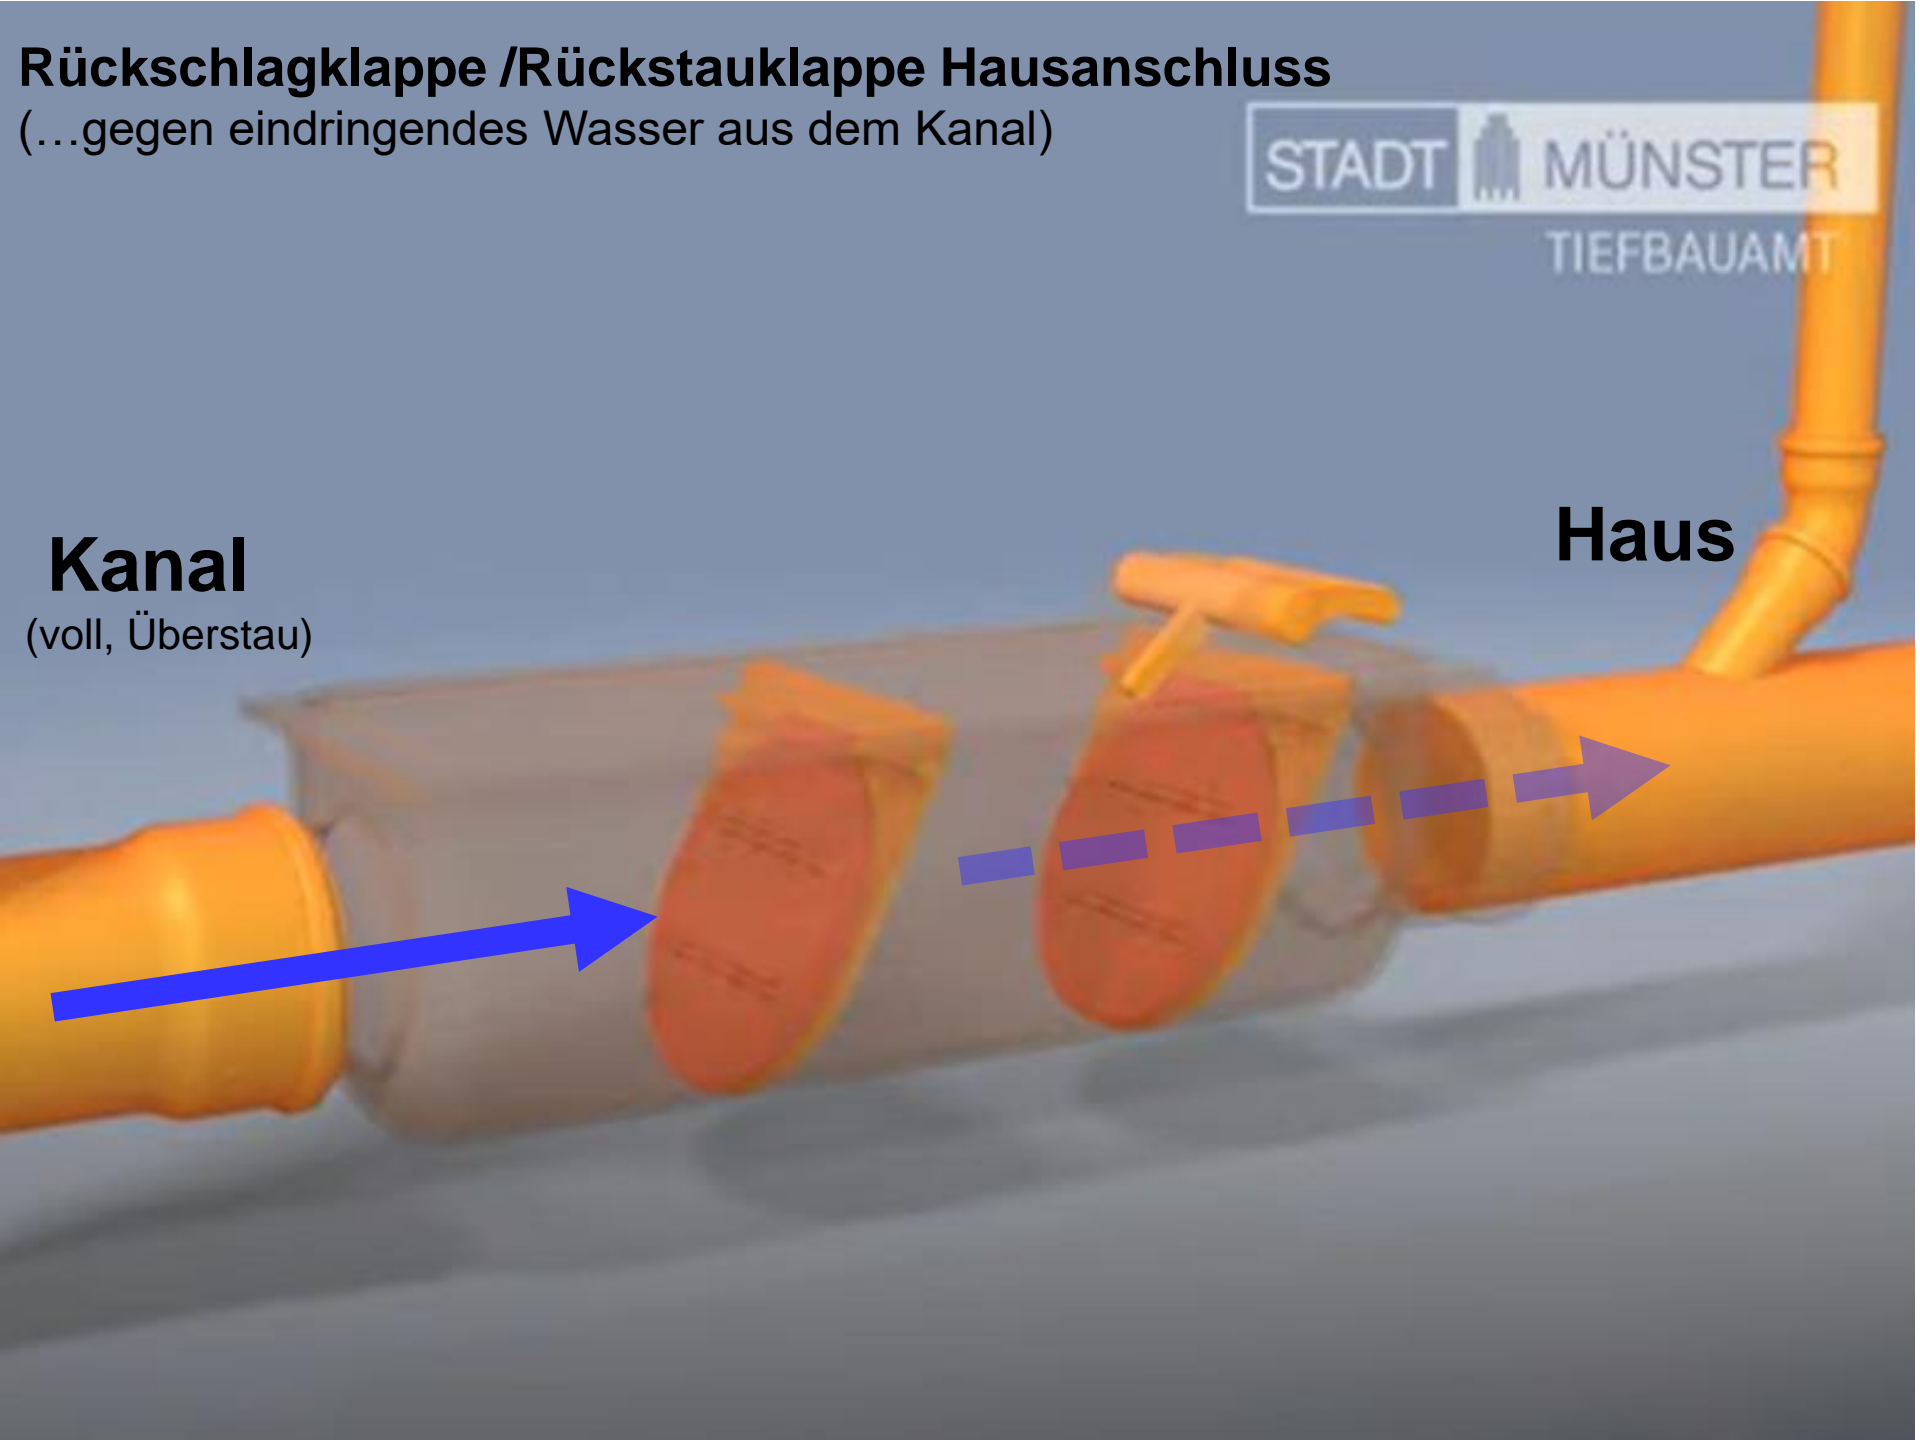 Rückschlagklappe /Rückstauklappe Hausanschluss
(…gegen eindringendes Wasser aus dem Kanal)
STADT MÜNSTER
TIEFBAUAMT
Haus
Kanal
(voll, Überstau)